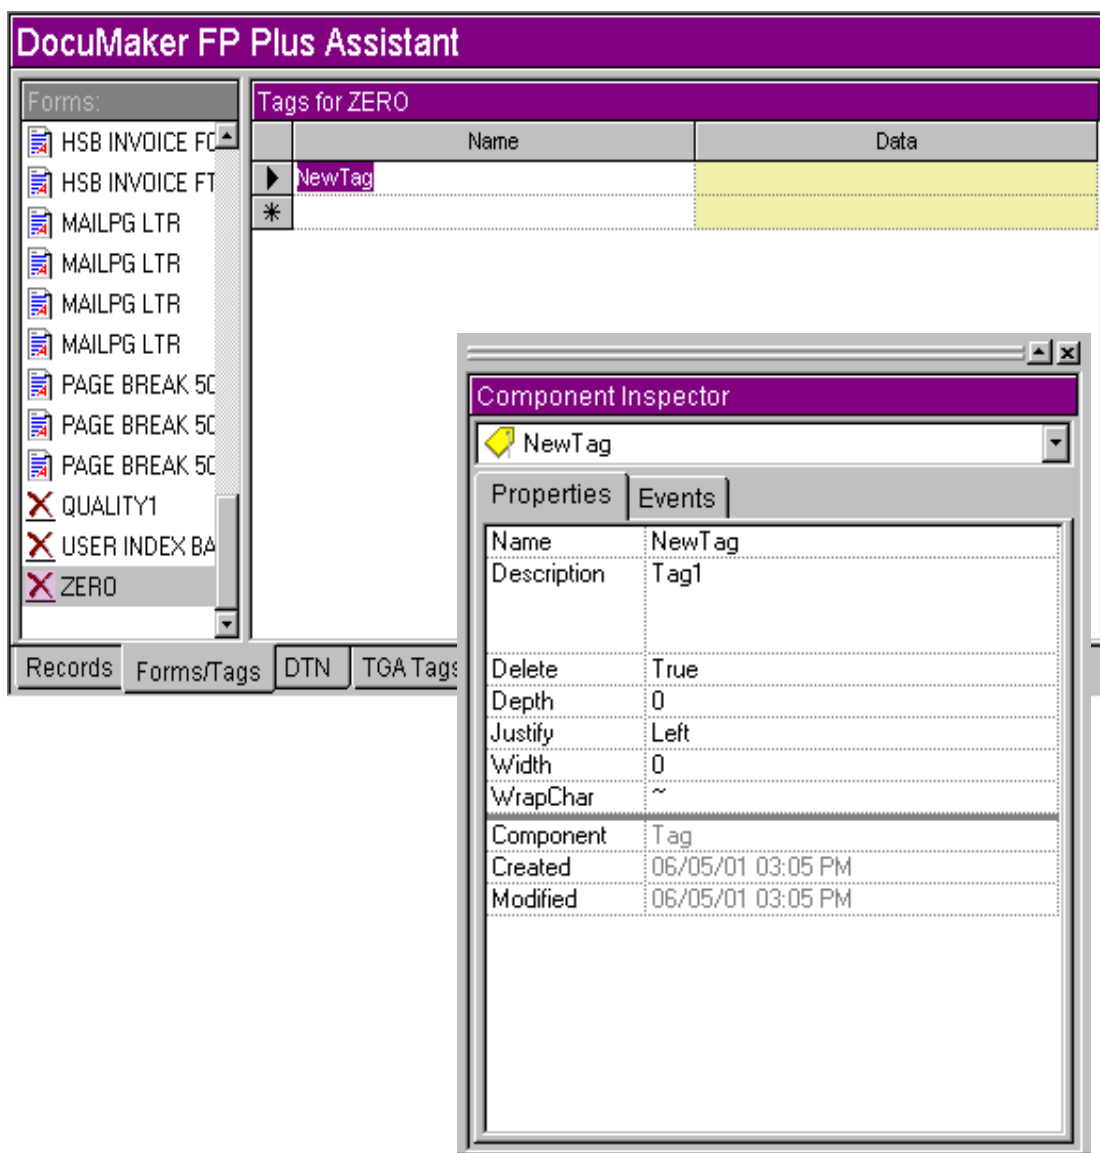 DocuMaker FP Plus Assistant
Forms:
HSB INVOICE FC
HSB INVOICE FT
MAILPG LTR
MAILPG LTR
MAILPG LTR
MAILPG LTR
PAGE BREAK 5C
PAGE BREAK 5C
PAGE BREAK 5C
QUALITY1
USER INDEX BA
ZERO
Tags for ZERO
Name Data
NewTag
Records Forms/Tags DTN TGA Tags
Component Inspector
NewTag
Properties Events
Name NewTag
Description Tag1
Delete True
Depth 0
Justify Left
Width 0
WrapChar ~
Component Tag
Created 06/05/01 03:05 PM
Modified 06/05/01 03:05 PM